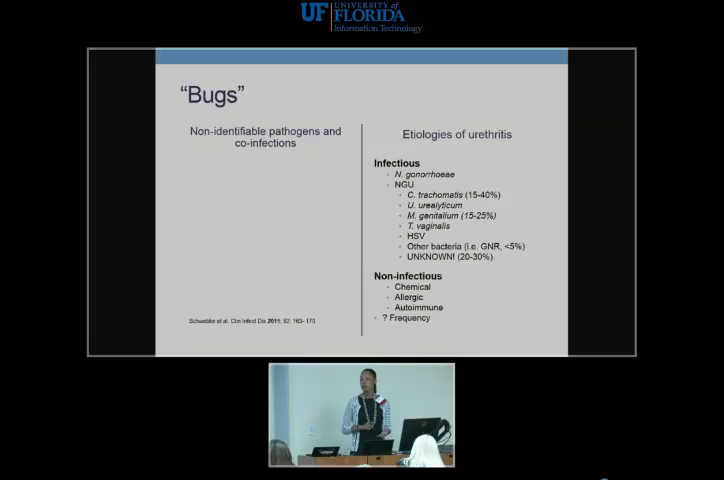 UF UNIVERSITY of
FLORIDA
Information Technology
“Bugs”
Non-identifiable pathogens and
co-infections
Schwebke et al. Clin Infect Dis 2011; 52; 163- 170
Etiologies of urethritis
Infectious
N. gonorrhoeae
NGU
C. trachomatis (15-40%)
U. urealyticum
M. genitalium (15-25%)
T. vaginalis
HSV
Other bacteria (i.e. GNR, <5%)
UNKNOWN! (20-30%)
Non-infectious
Chemical
Allergic
Autoimmune
? Frequency